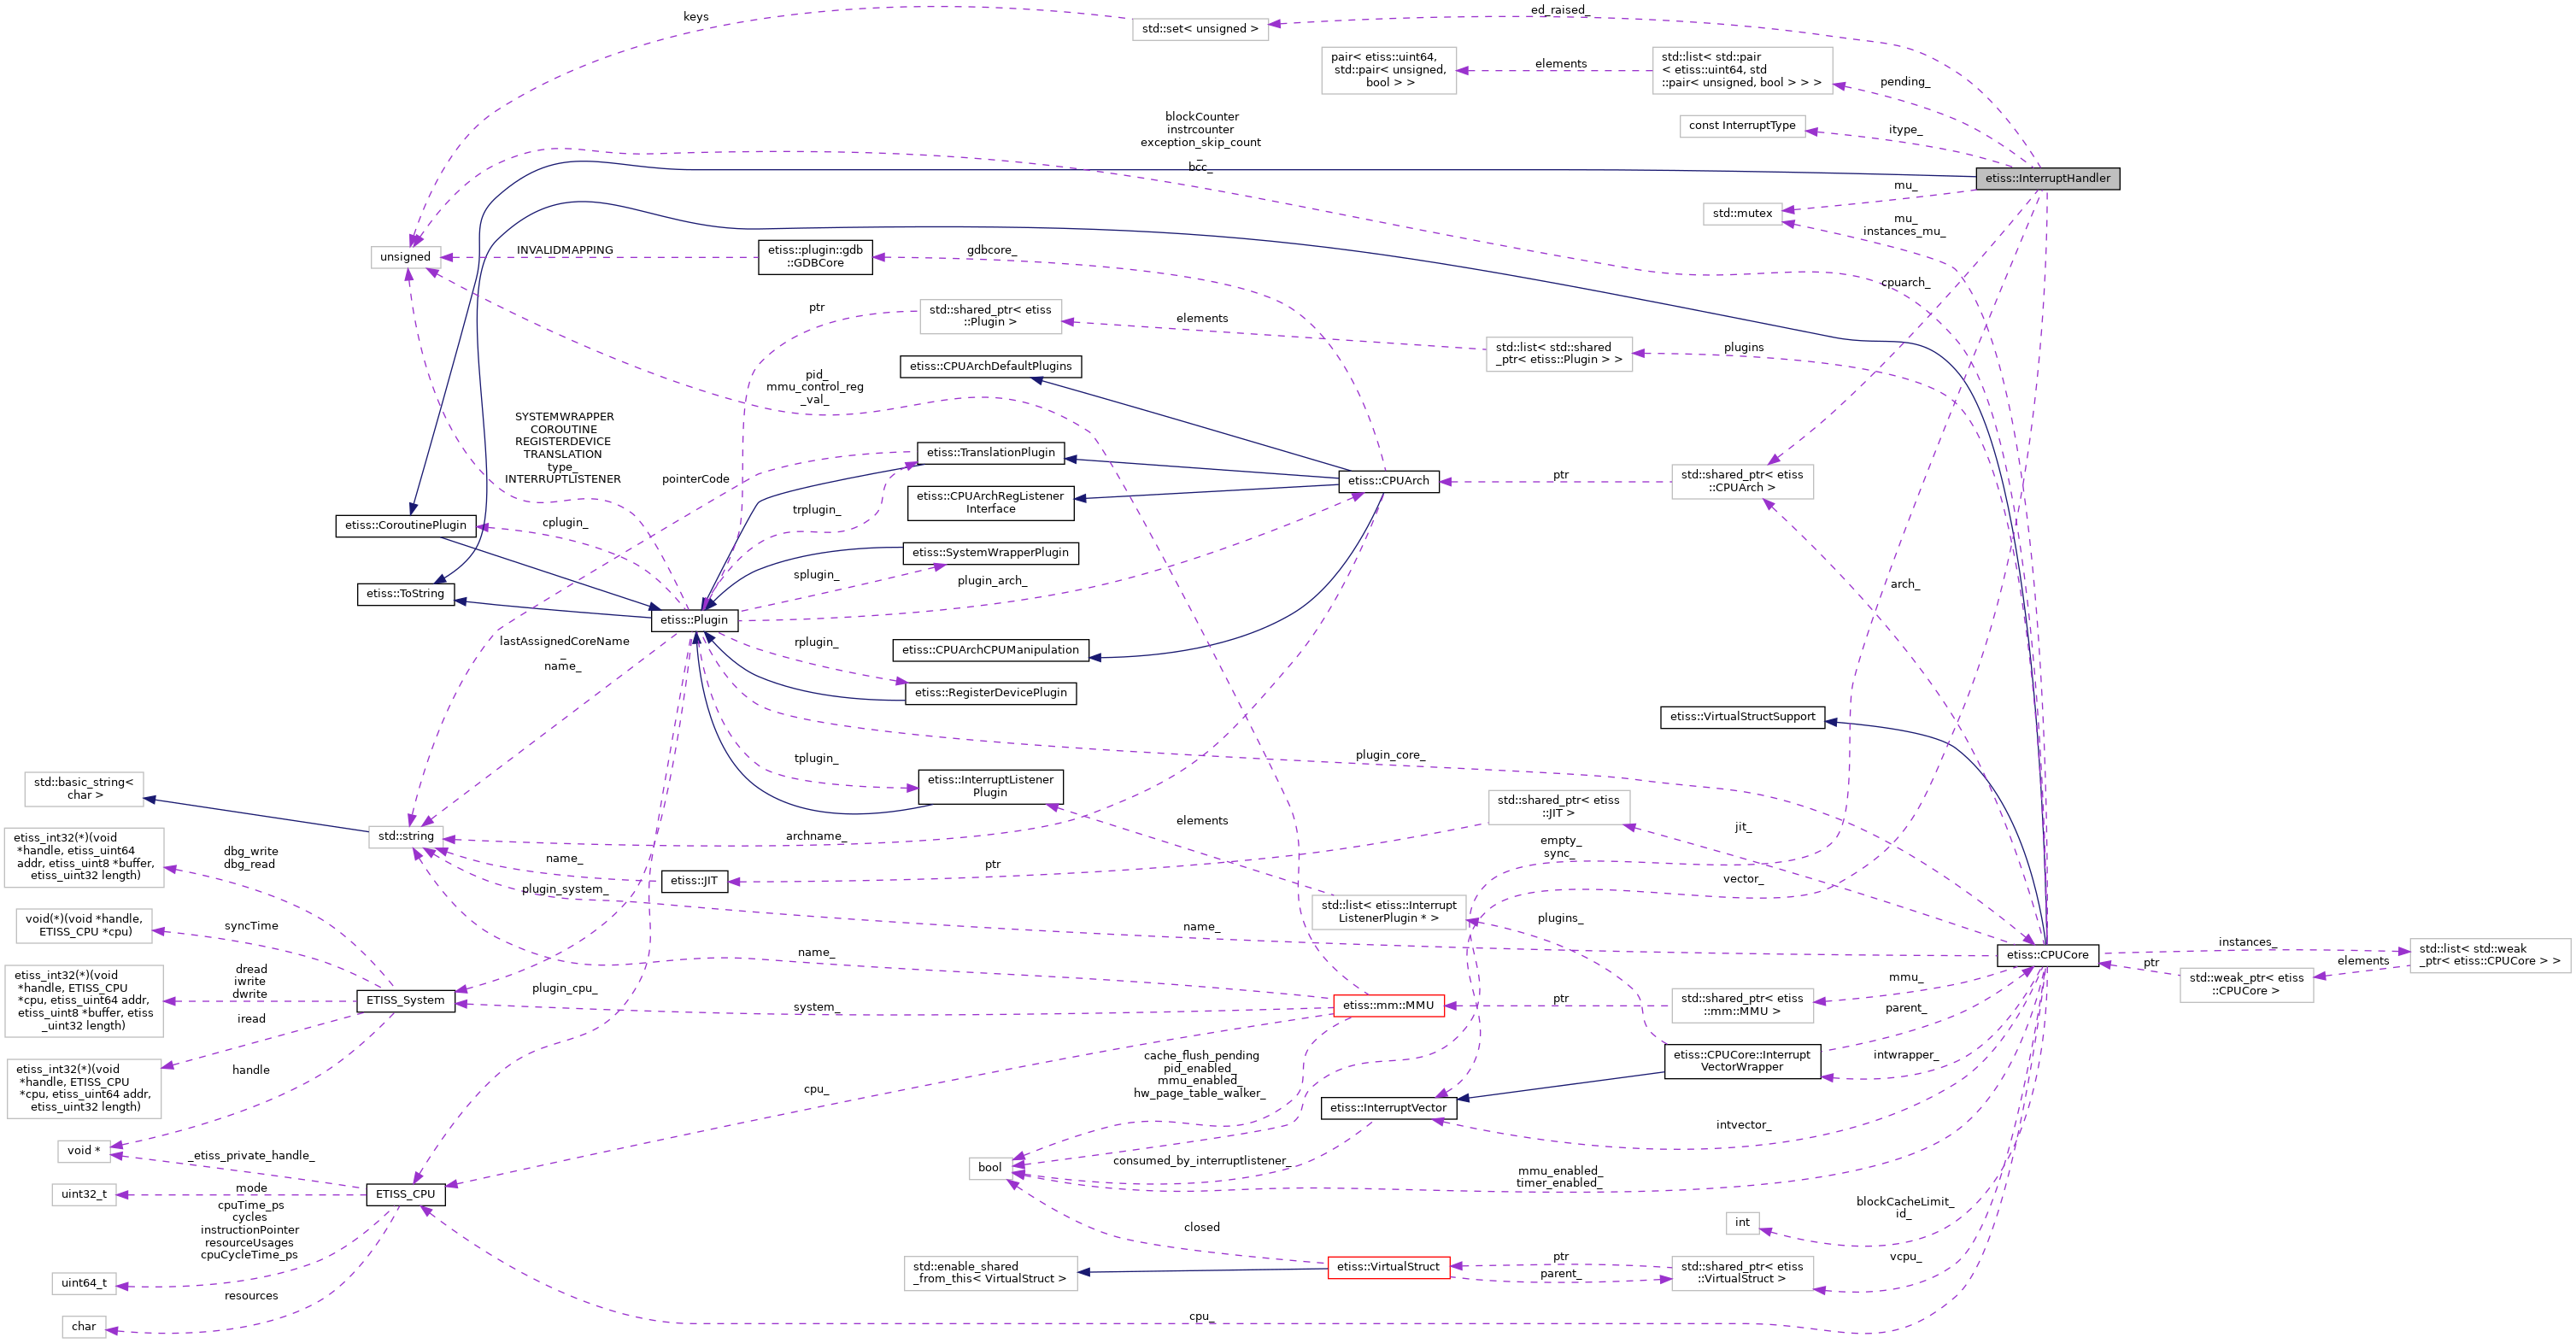 keys
std::set< unsigned >
ed_raised_
pair< etiss::uint64,
std::pair< unsigned,
bool > >
elements
std::list< std::pair
< etiss::uint64, std
::pair< unsigned, bool > > >
pending_
const InterruptType
itype_
blockCounter
instrcounter
exception_skip_count
_
bcc_
etiss::InterruptHandler
mu_
std::mutex
mu_
instances_mu_
unsigned
INVALIDMAPPING
etiss::plugin::gdb
::GDBCore
gdbcore_
cpuarch_
ptr
std::shared_ptr< etiss
::Plugin >
elements
std::list< std::shared
_ptr< etiss::Plugin > >
plugins
etiss::CPUArchDefaultPlugins
pid_
mmu_control_reg
_val_
SYSTEMWRAPPER
COROUTINE
REGISTERDEVICE
TRANSLATION
type_
INTERRUPTLISTENER
pointerCode
etiss::TranslationPlugin
etiss::CPUArchRegListener
Interface
etiss::CPUArch
ptr
std::shared_ptr< etiss
::CPUArch >
trplugin_
etiss::CoroutinePlugin
cplugin_
etiss::SystemWrapperPlugin
splugin_
plugin_arch_
arch_
etiss::ToString
etiss::Plugin
lastAssignedCoreName
_
name_
rplugin_
etiss::CPUArchCPUManipulation
etiss::RegisterDevicePlugin
etiss::VirtualStructSupport
tplugin_
plugin_core_
etiss::InterruptListener
Plugin
std::basic_string<
char >
std::string
archname_
elements
std::shared_ptr< etiss
::JIT >
jit_
etiss_int32(*)(void
*handle, etiss_uint64
addr, etiss_uint8 *buffer,
etiss_uint32 length)
dbg_write
dbg_read
name_
etiss::JIT
ptr
empty_
sync_
vector_
plugin_system_
void(*)(void *handle,
ETISS_CPU *cpu)
syncTime
std::list< etiss::Interrupt
ListenerPlugin * >
plugins_
name_
name_
etiss::CPUCore
instances_
std::list< std::weak
_ptr< etiss::CPUCore > >
elements
ptr
std::weak_ptr< etiss
::CPUCore >
etiss_int32(*)(void
*handle, ETISS_CPU
*cpu, etiss_uint64 addr,
etiss_uint8 *buffer, etiss
_uint32 length)
dread
iwrite
dwrite
ETISS_System
plugin_cpu_
system_
etiss::mm::MMU
ptr
std::shared_ptr< etiss
::mm::MMU >
mmu_
parent_
iread
etiss_int32(*)(void
*handle, ETISS_CPU
*cpu, etiss_uint64 addr,
etiss_uint32 length)
handle
cpu_
cache_flush_pending
pid_enabled_
mmu_enabled_
hw_page_table_walker_
etiss::CPUCore::Interrupt
VectorWrapper
intwrapper_
etiss::InterruptVector
intvector_
void *
_etiss_private_handle_
bool
consumed_by_interruptlistener_
mmu_enabled_
timer_enabled_
uint32_t
mode
ETISS_CPU
cpuTime_ps
cycles
instructionPointer
resourceUsages
cpuCycleTime_ps
closed
int
blockCacheLimit_
id_
uint64_t
std::enable_shared
_from_this< VirtualStruct >
etiss::VirtualStruct
ptr
parent_
std::shared_ptr< etiss
::VirtualStruct >
vcpu_
resources
char
cpu_